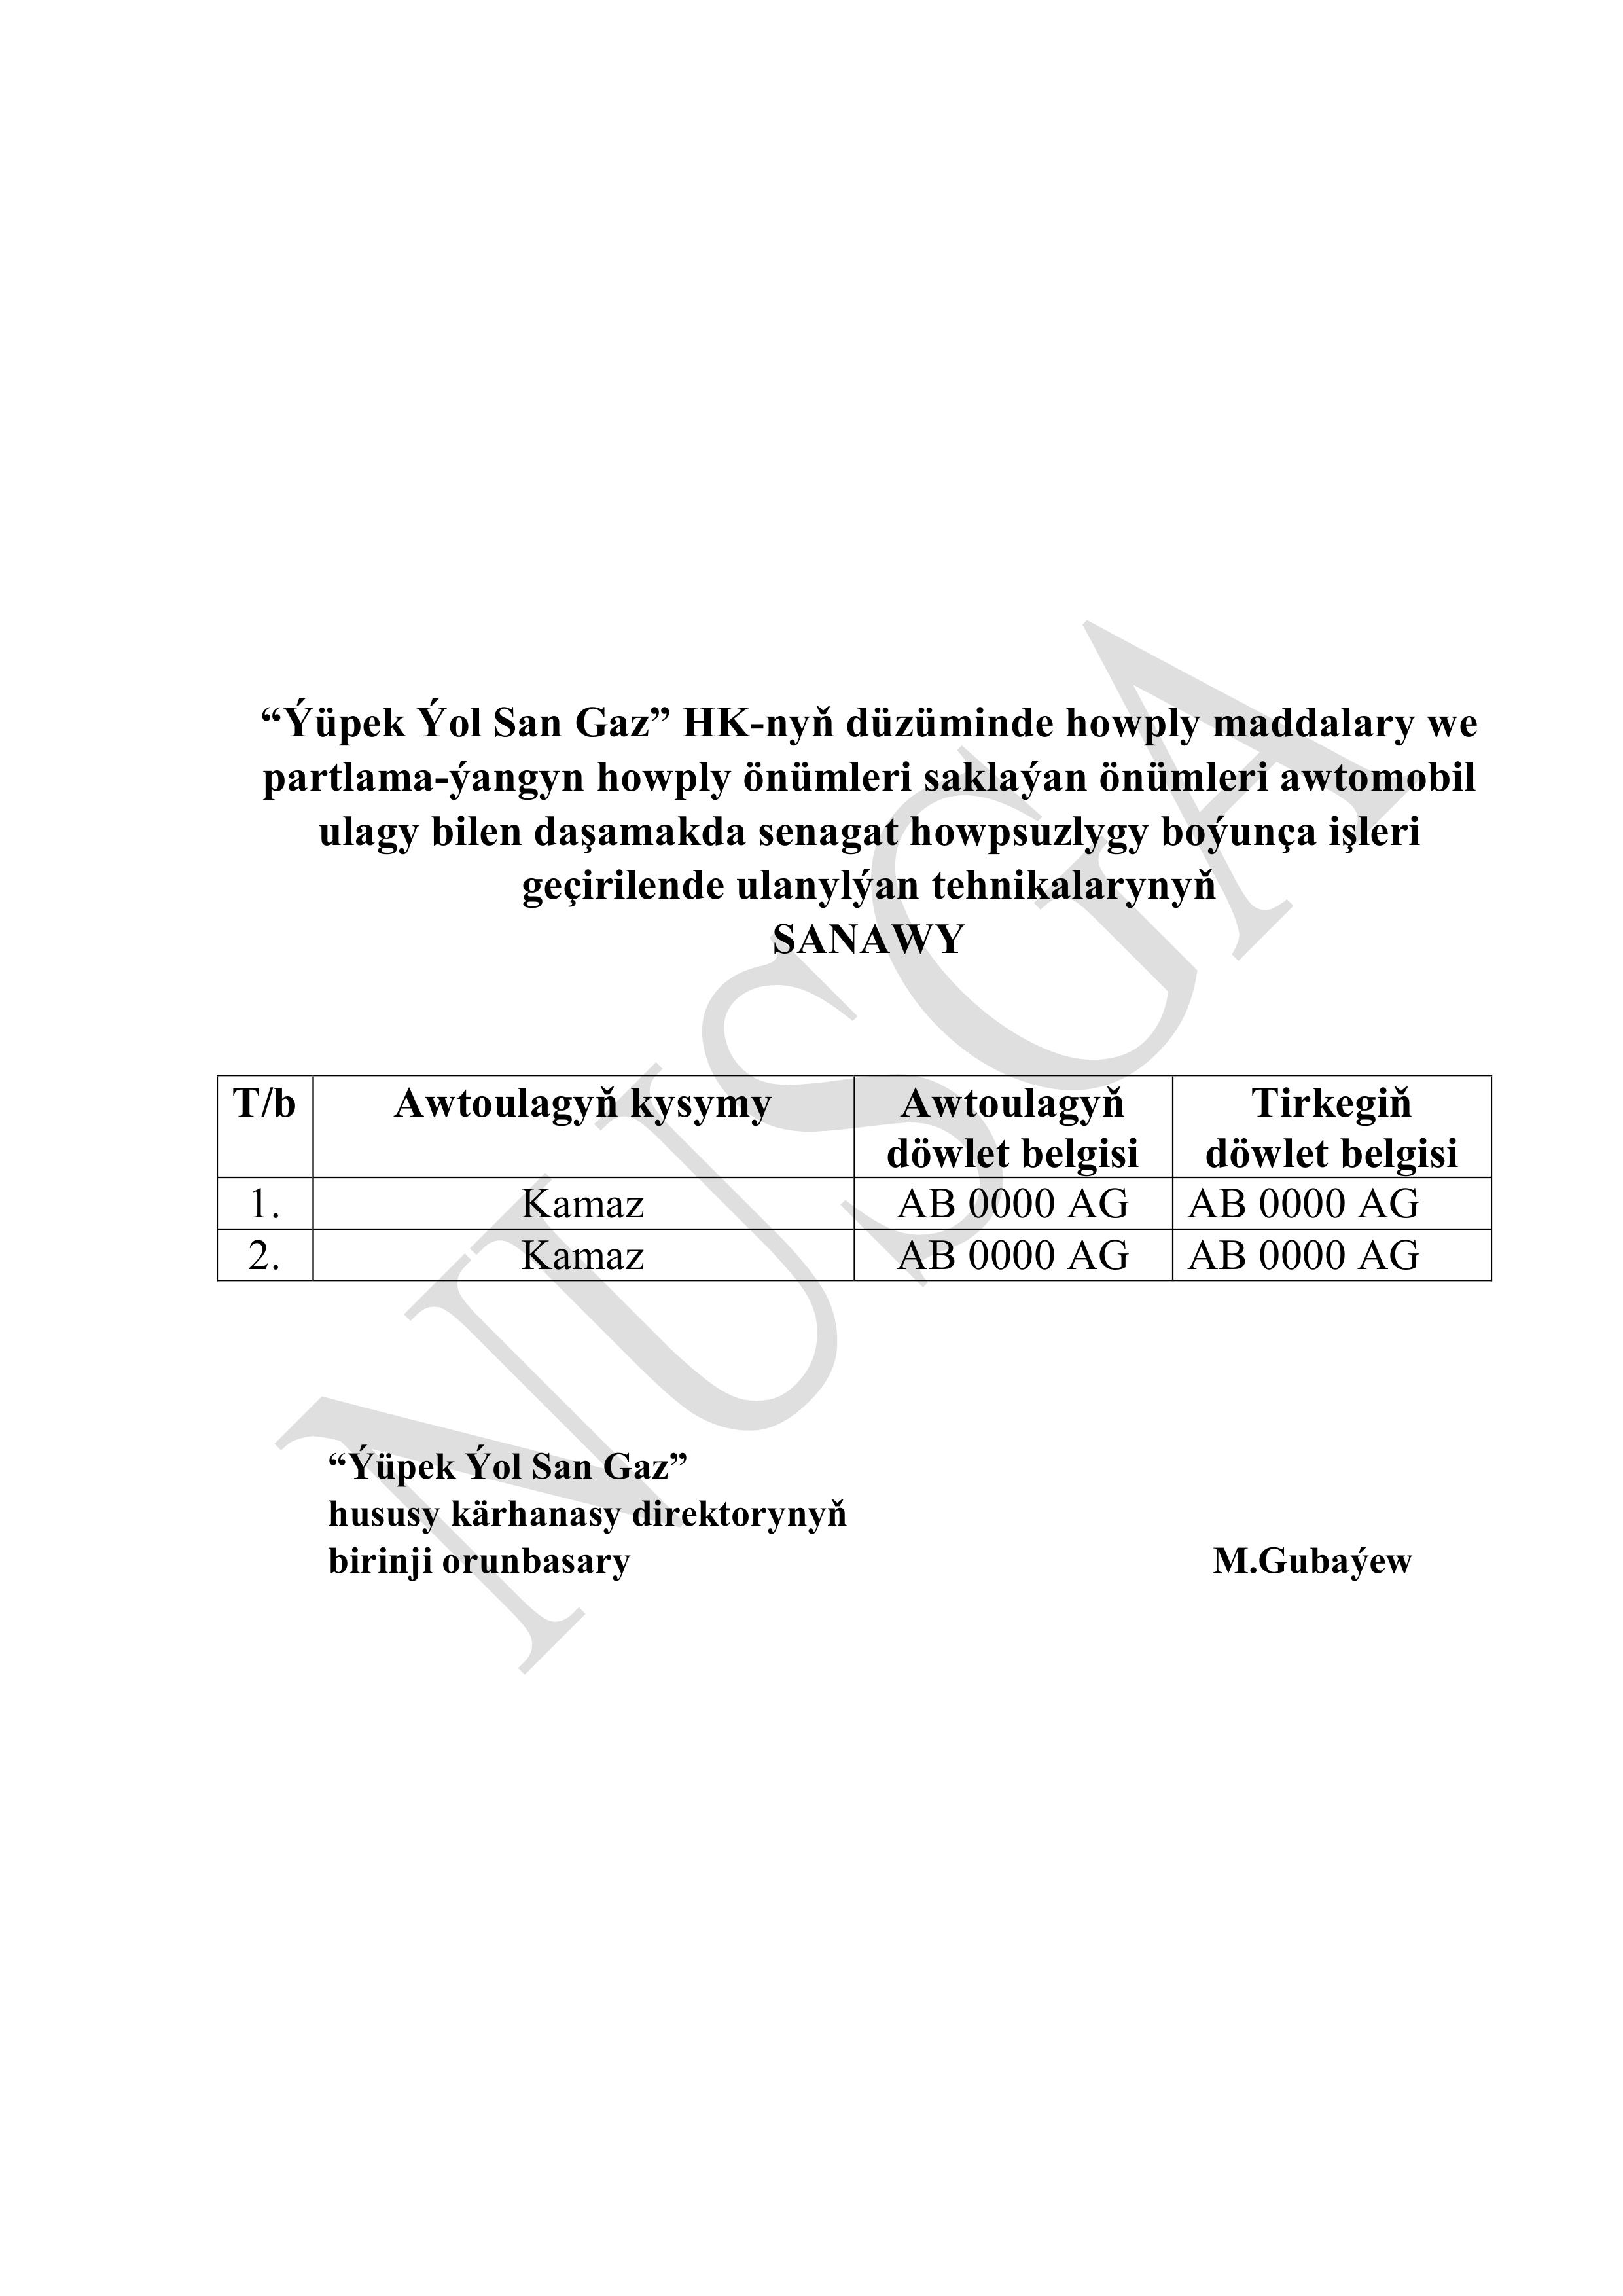 “Ýüpek Ýol San Gaz” HK-nyň düzüminde howply maddalary we
partlama-ýangyn howply önümleri saklaýan önümleri awtomobil
ulagy bilen daşamakda senagat howpsuzlygy boýunça işleri
geçirilende ulanylýan tehnikalarynyň
SANAWY
T/b Awtoulagyň kysymy Awtoulagyň döwlet belgisi Tirkegiň döwlet belgisi
1. Kamaz AB 0000 AG AB 0000 AG
2. Kamaz AB 0000 AG AB 0000 AG
“Ýüpek Ýol San Gaz”
hususy kärhanasy direktorynyň
birinji orunbasary M.Gubaýew
NUSGA